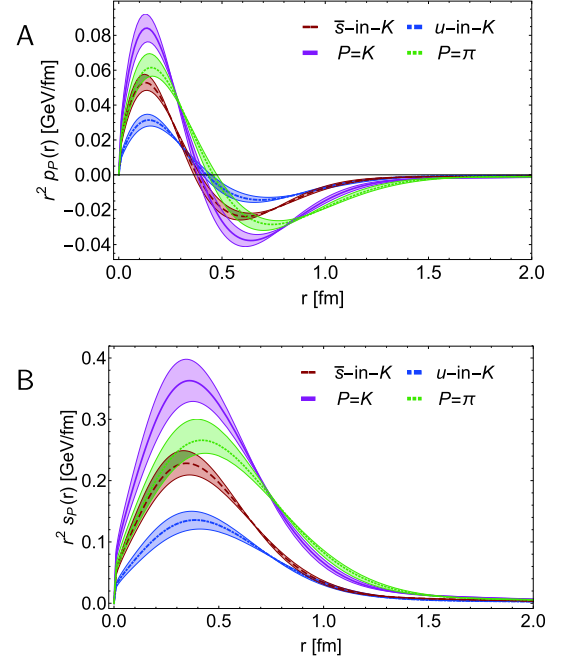 A
s̅-in-K u-in-K
P=K P=π
r² p_P(r) [GeV/fm]
0.08
0.06
0.04
0.02
0.00
-0.02
-0.04
0.0 0.5 1.0 1.5 2.0
r [fm]
B
s̅-in-K u-in-K
P=K P=π
r² s_P(r) [GeV/fm]
0.4
0.3
0.2
0.1
0.0
0.0 0.5 1.0 1.5 2.0
r [fm]